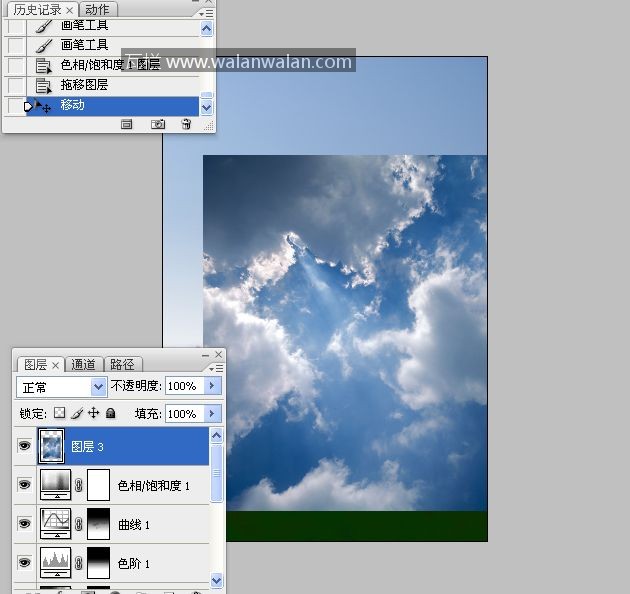 历史记录 × 动作
画笔工具
画笔工具
色相/饱和度 1 图层
www.walanwalan.com
拖移图层
移动
图层 × 通道 路径
正常 不透明度: 100%
锁定: 填充: 100%
图层 3
色相/饱和度 1
曲线 1
色阶 1